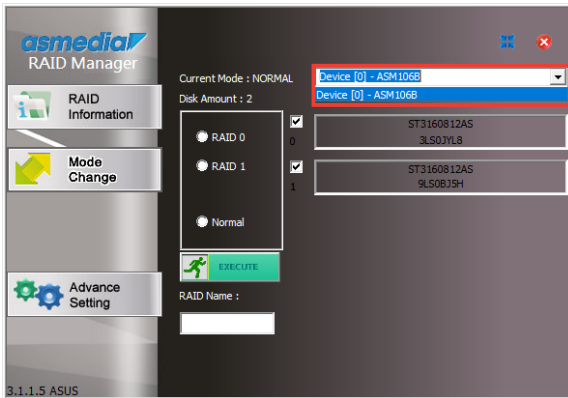 asmedia
RAID Manager
Current Mode : NORMAL
Device [0] - ASM106B
Device [0] - ASM106B
Disk Amount : 2
RAID
Information
RAID 0
0
ST3160812AS
3LS0JYL8
Mode
Change
RAID 1
1
ST3160812AS
9LS0BJ5H
Normal
EXECUTE
Advance
Setting
RAID Name :
3.1.1.5 ASUS